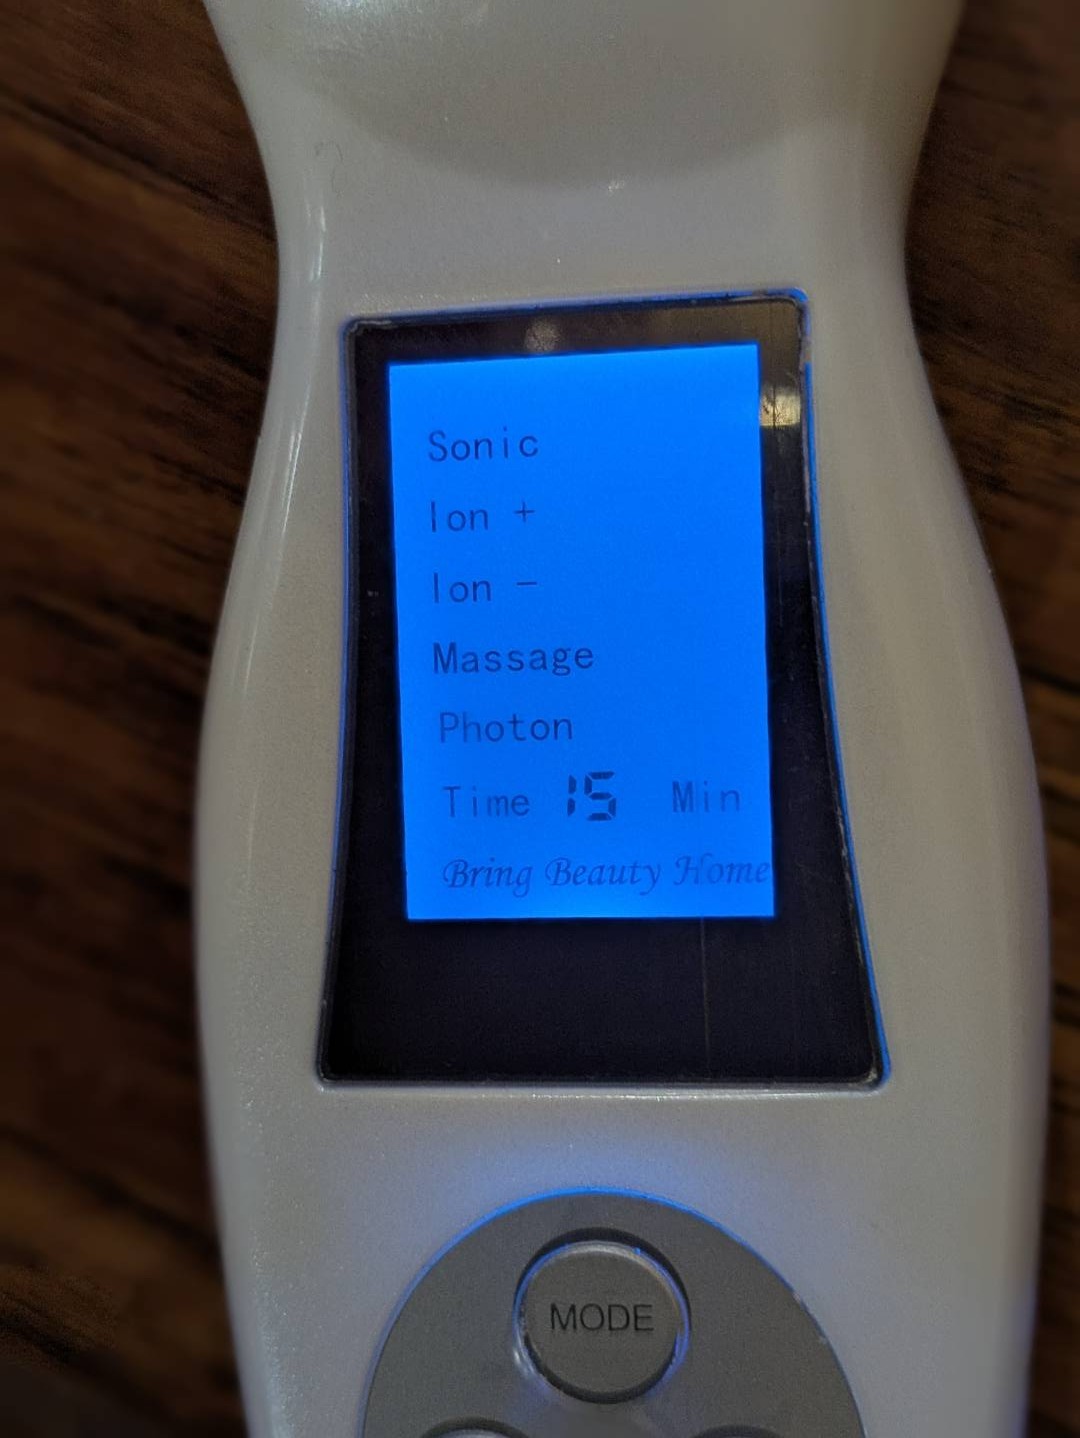 Sonic
Ion +
Ion -
Massage
Photon
Time 15 Min
Bring Beauty Home
MODE